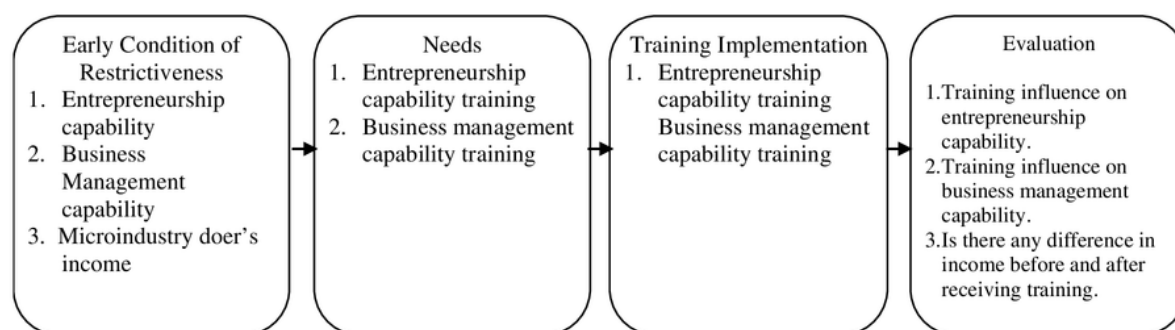 Early Condition of
Restrictiveness
1. Entrepreneurship
capability
2. Business
Management
capability
3. Microindustry doer's
income
Needs
1. Entrepreneurship
capability training
2. Business management
capability training
Training Implementation
1. Entrepreneurship
capability training
Business management
capability training
Evaluation
1.Training influence on
entrepreneurship
capability.
2.Training influence on
business management
capability.
3.Is there any difference in
income before and after
receiving training.